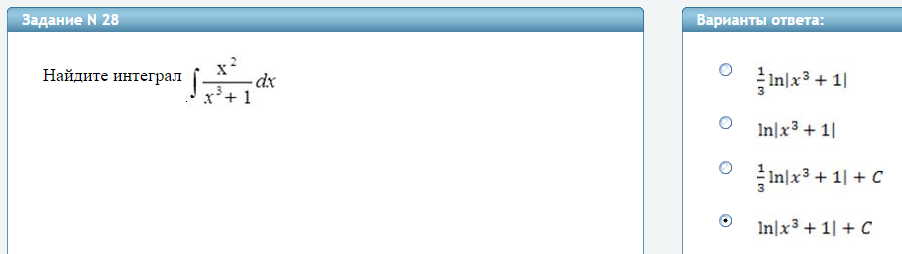 Задание N 28
Найдите интеграл ∫ x²/(x³ + 1) dx
Варианты ответа:
1/3 ln|x³ + 1|
ln|x³ + 1|
1/3 ln|x³ + 1| + C
ln|x³ + 1| + C